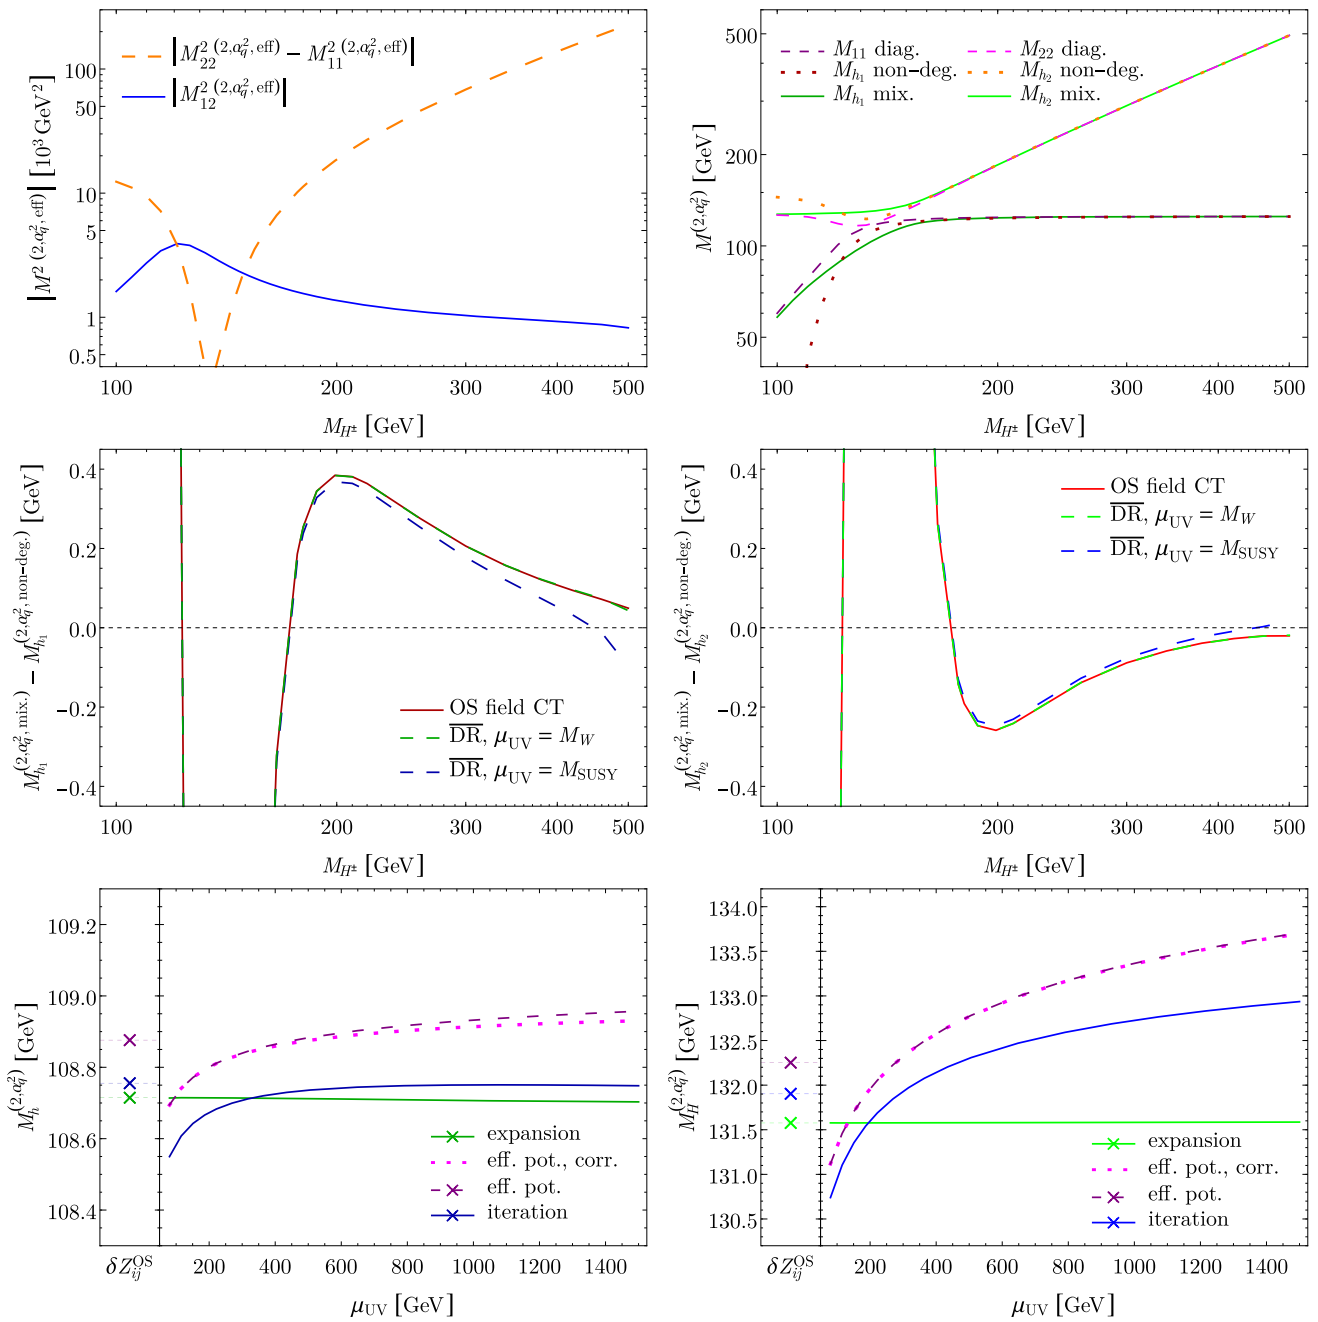 |M²₂₂^(2,α_q²,eff) − M²₁₁^(2,α_q²,eff)|
|M²₁₂^(2,α_q²,eff)|
|M²^(2,α_q²,eff)| [10³ GeV²]
100
50
10
5
1
0.5
100 200 300 400 500
M_H± [GeV]
M₁₁ diag. M₂₂ diag.
M_h₁ non−deg. M_h₂ non−deg.
M_h₁ mix. M_h₂ mix.
M^(2,α_q²) [GeV]
500
200
100
50
100 200 300 400 500
M_H± [GeV]
M_h₁^(2,α_q²,mix.) − M_h₁^(2,α_q²,non−deg.) [GeV]
0.4
0.2
0.0
−0.2
−0.4
OS field CT
D̅R̅, μ_UV = M_W
D̅R̅, μ_UV = M_SUSY
100 200 300 400 500
M_H± [GeV]
M_h₂^(2,α_q²,mix.) − M_h₂^(2,α_q²,non−deg.) [GeV]
0.4
0.2
0.0
−0.2
−0.4
OS field CT
D̅R̅, μ_UV = M_W
D̅R̅, μ_UV = M_SUSY
100 200 300 400 500
M_H± [GeV]
M_h^(2,α_q²) [GeV]
109.2
109.0
108.8
108.6
108.4
expansion
eff. pot., corr.
eff. pot.
iteration
δZ_ij^OS 200 400 600 800 1000 1200 1400
μ_UV [GeV]
M_H^(2,α_q²) [GeV]
134.0
133.5
133.0
132.5
132.0
131.5
131.0
130.5
expansion
eff. pot., corr.
eff. pot.
iteration
δZ_ij^OS 200 400 600 800 1000 1200 1400
μ_UV [GeV]